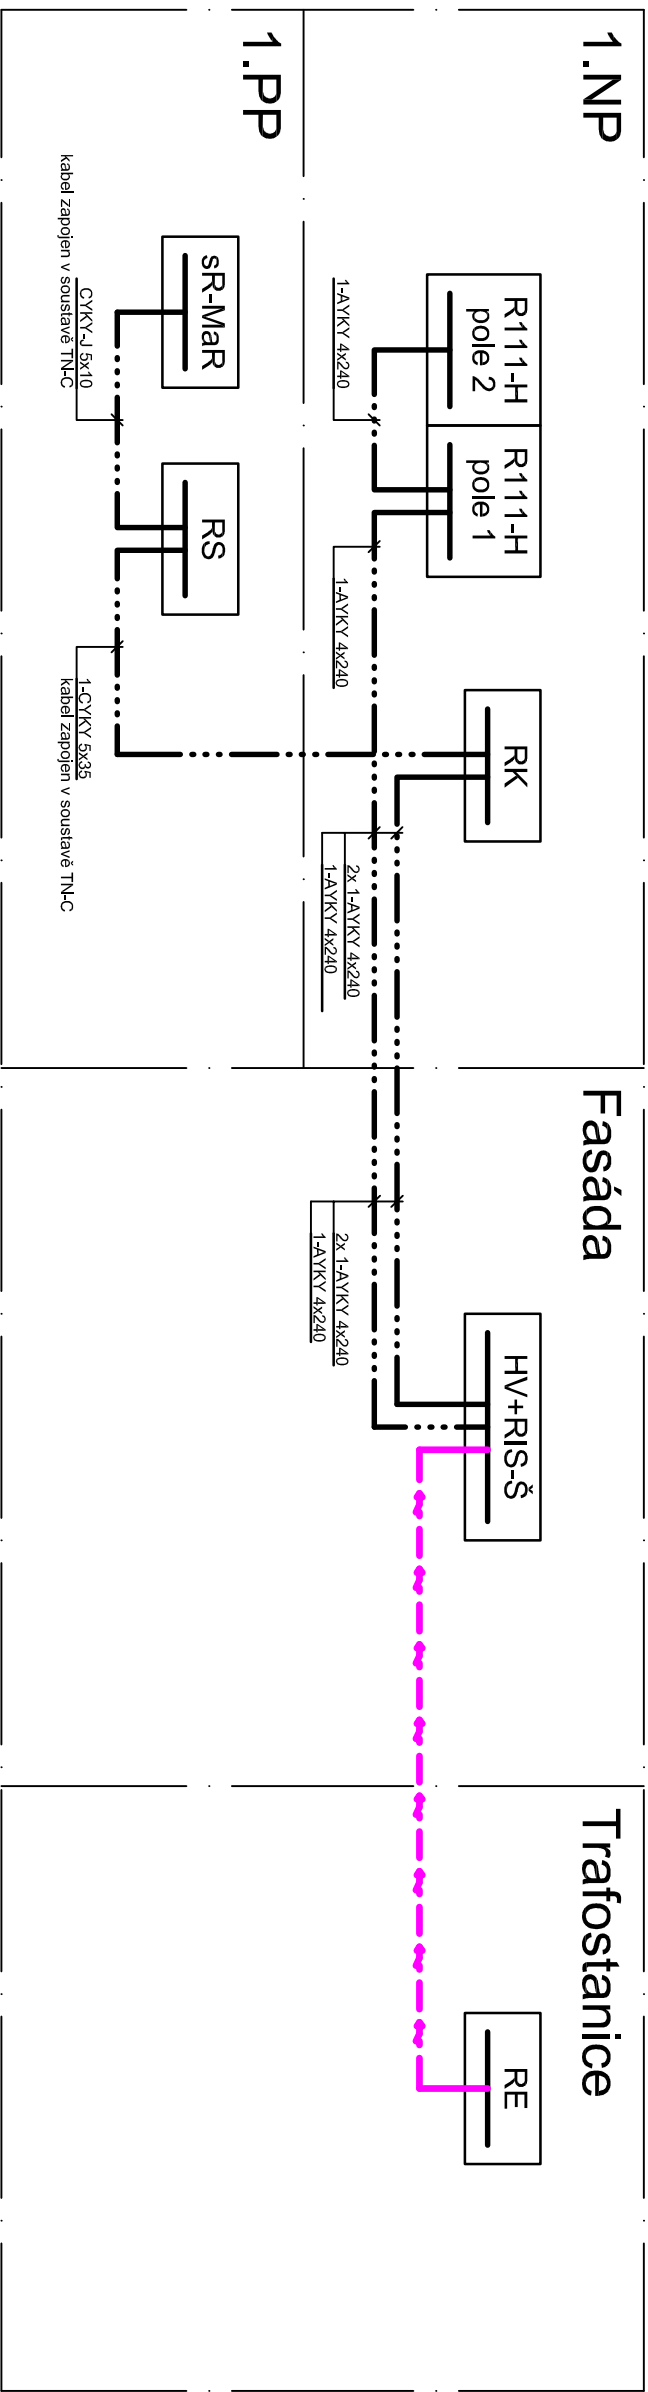 1.NP
Fasáda
Trafostanice
R111-H
pole 2
R111-H
pole 1
RK
HV+RIS-Š
RE
1-AYKY 4x240
1-AYKY 4x240
2x 1-AYKY 4x240
1-AYKY 4x240
2x 1-AYKY 4x240
1-AYKY 4x240
1.PP
sR-MaR
RS
CYKY-J 5x10
kabel zapojen v soustavě TN-C
1-CYKY 5x35
kabel zapojen v soustavě TN-C